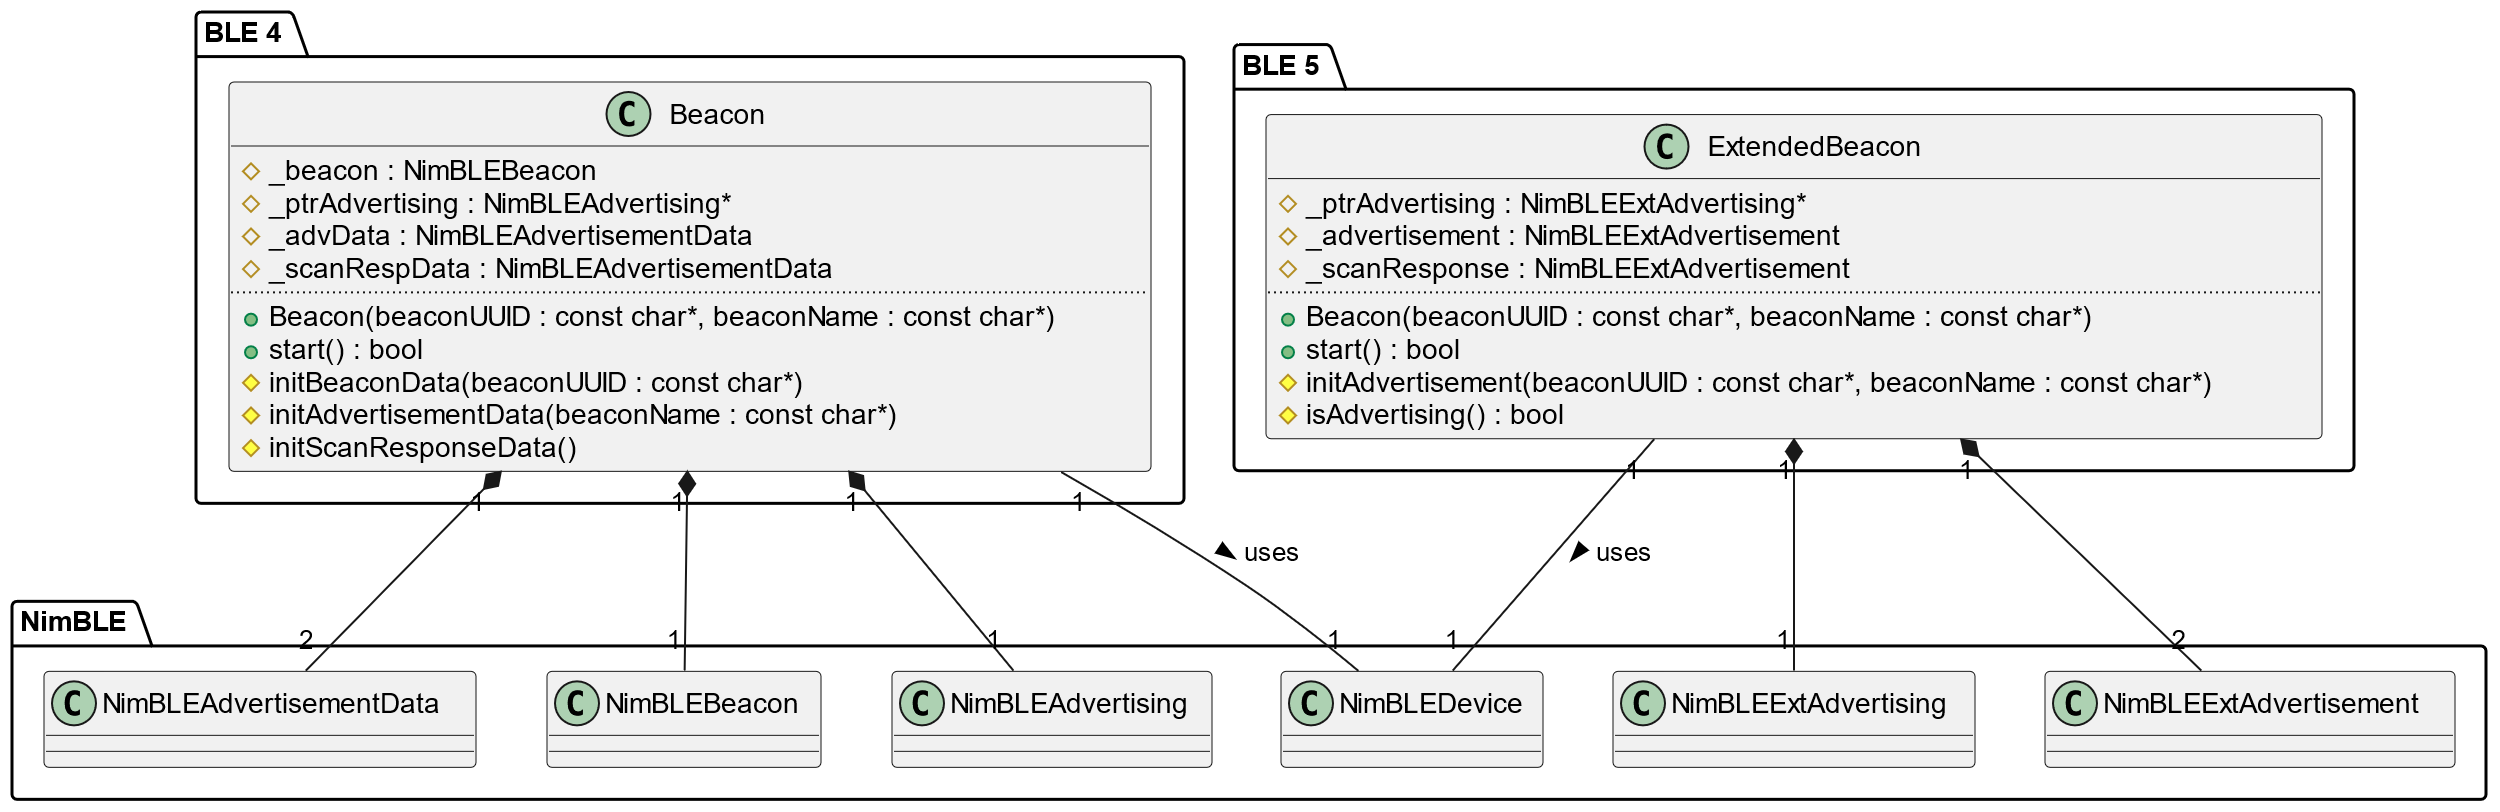 BLE 4
C Beacon
_beacon : NimBLEBeacon
_ptrAdvertising : NimBLEAdvertising*
_advData : NimBLEAdvertisementData
_scanRespData : NimBLEAdvertisementData
Beacon(beaconUUID : const char*, beaconName : const char*)
start() : bool
initBeaconData(beaconUUID : const char*)
initAdvertisementData(beaconName : const char*)
initScanResponseData()
BLE 5
C ExtendedBeacon
_ptrAdvertising : NimBLEExtAdvertising*
_advertisement : NimBLEExtAdvertisement
_scanResponse : NimBLEExtAdvertisement
Beacon(beaconUUID : const char*, beaconName : const char*)
start() : bool
initAdvertisement(beaconUUID : const char*, beaconName : const char*)
isAdvertising() : bool
1
1
1
1
1
1
1
uses
uses
NimBLE
2
1
1
1
1
1
2
C NimBLEAdvertisementData
C NimBLEBeacon
C NimBLEAdvertising
C NimBLEDevice
C NimBLEExtAdvertising
C NimBLEExtAdvertisement